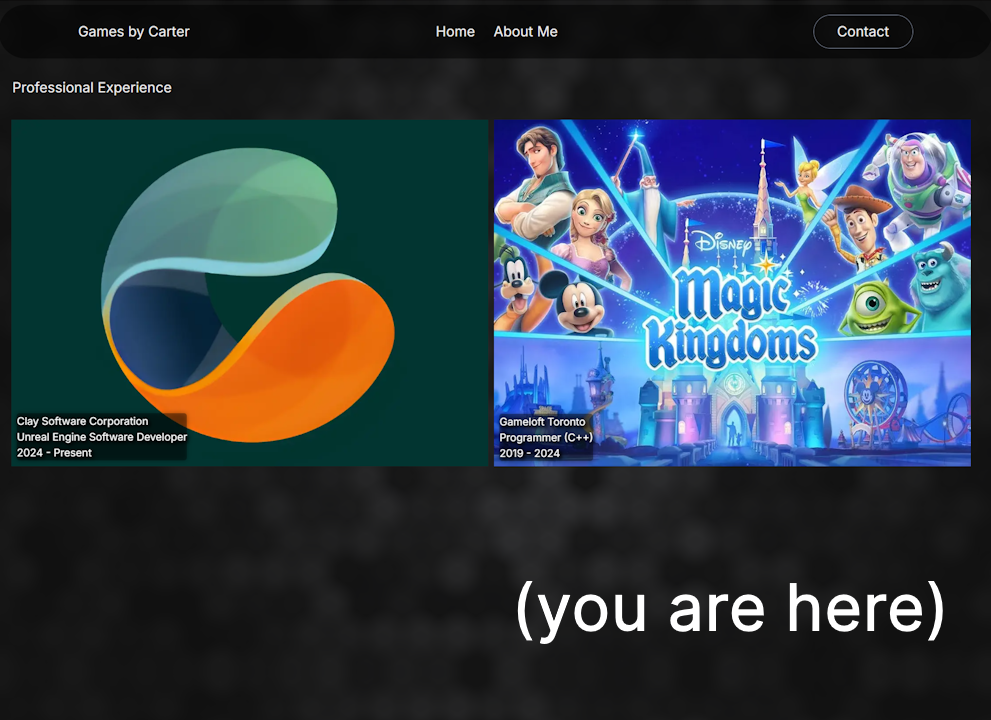 Games by Carter
Home
About Me
Contact
Professional Experience
Clay Software Corporation
Unreal Engine Software Developer
2024 - Present
Disney
Magic
Kingdoms
Gameloft Toronto
Programmer (C++)
2019 - 2024
(you are here)